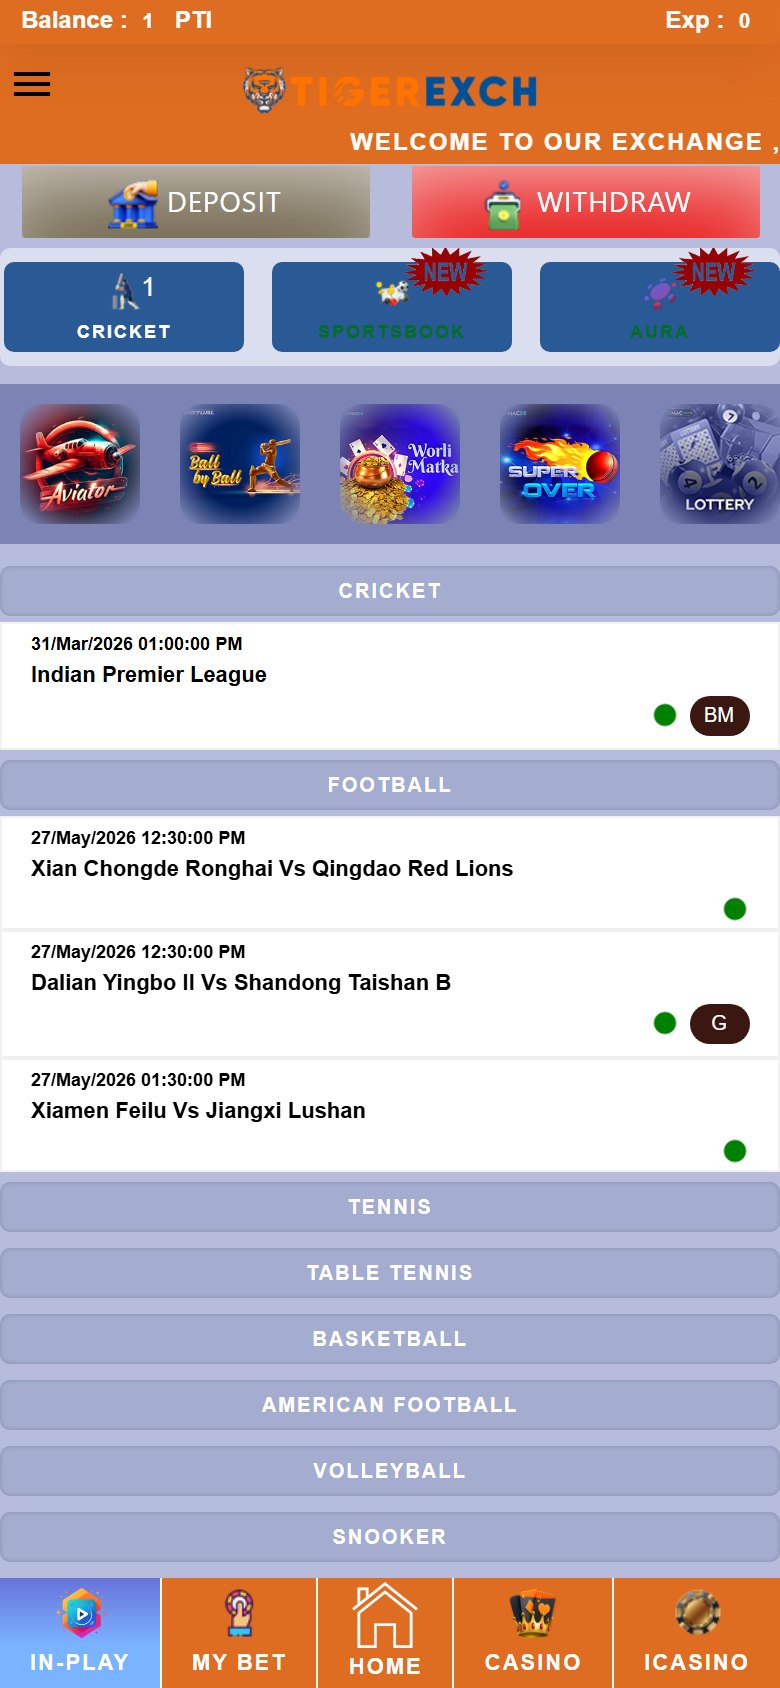 Balance : 1 PTI Exp : 0
TIGEREXCH
WELCOME TO OUR EXCHANGE ,
DEPOSIT WITHDRAW
1 NEW NEW
CRICKET SPORTSBOOK AURA
Aviator
VIRTUAL
Ball
by Ball
Worli
Matka
SUPER
OVER
LOTTERY
CRICKET
31/Mar/2026 01:00:00 PM
Indian Premier League
BM
FOOTBALL
27/May/2026 12:30:00 PM
Xian Chongde Ronghai Vs Qingdao Red Lions
27/May/2026 12:30:00 PM
Dalian Yingbo II Vs Shandong Taishan B
G
27/May/2026 01:30:00 PM
Xiamen Feilu Vs Jiangxi Lushan
TENNIS
TABLE TENNIS
BASKETBALL
AMERICAN FOOTBALL
VOLLEYBALL
SNOOKER
IN-PLAY MY BET HOME CASINO ICASINO